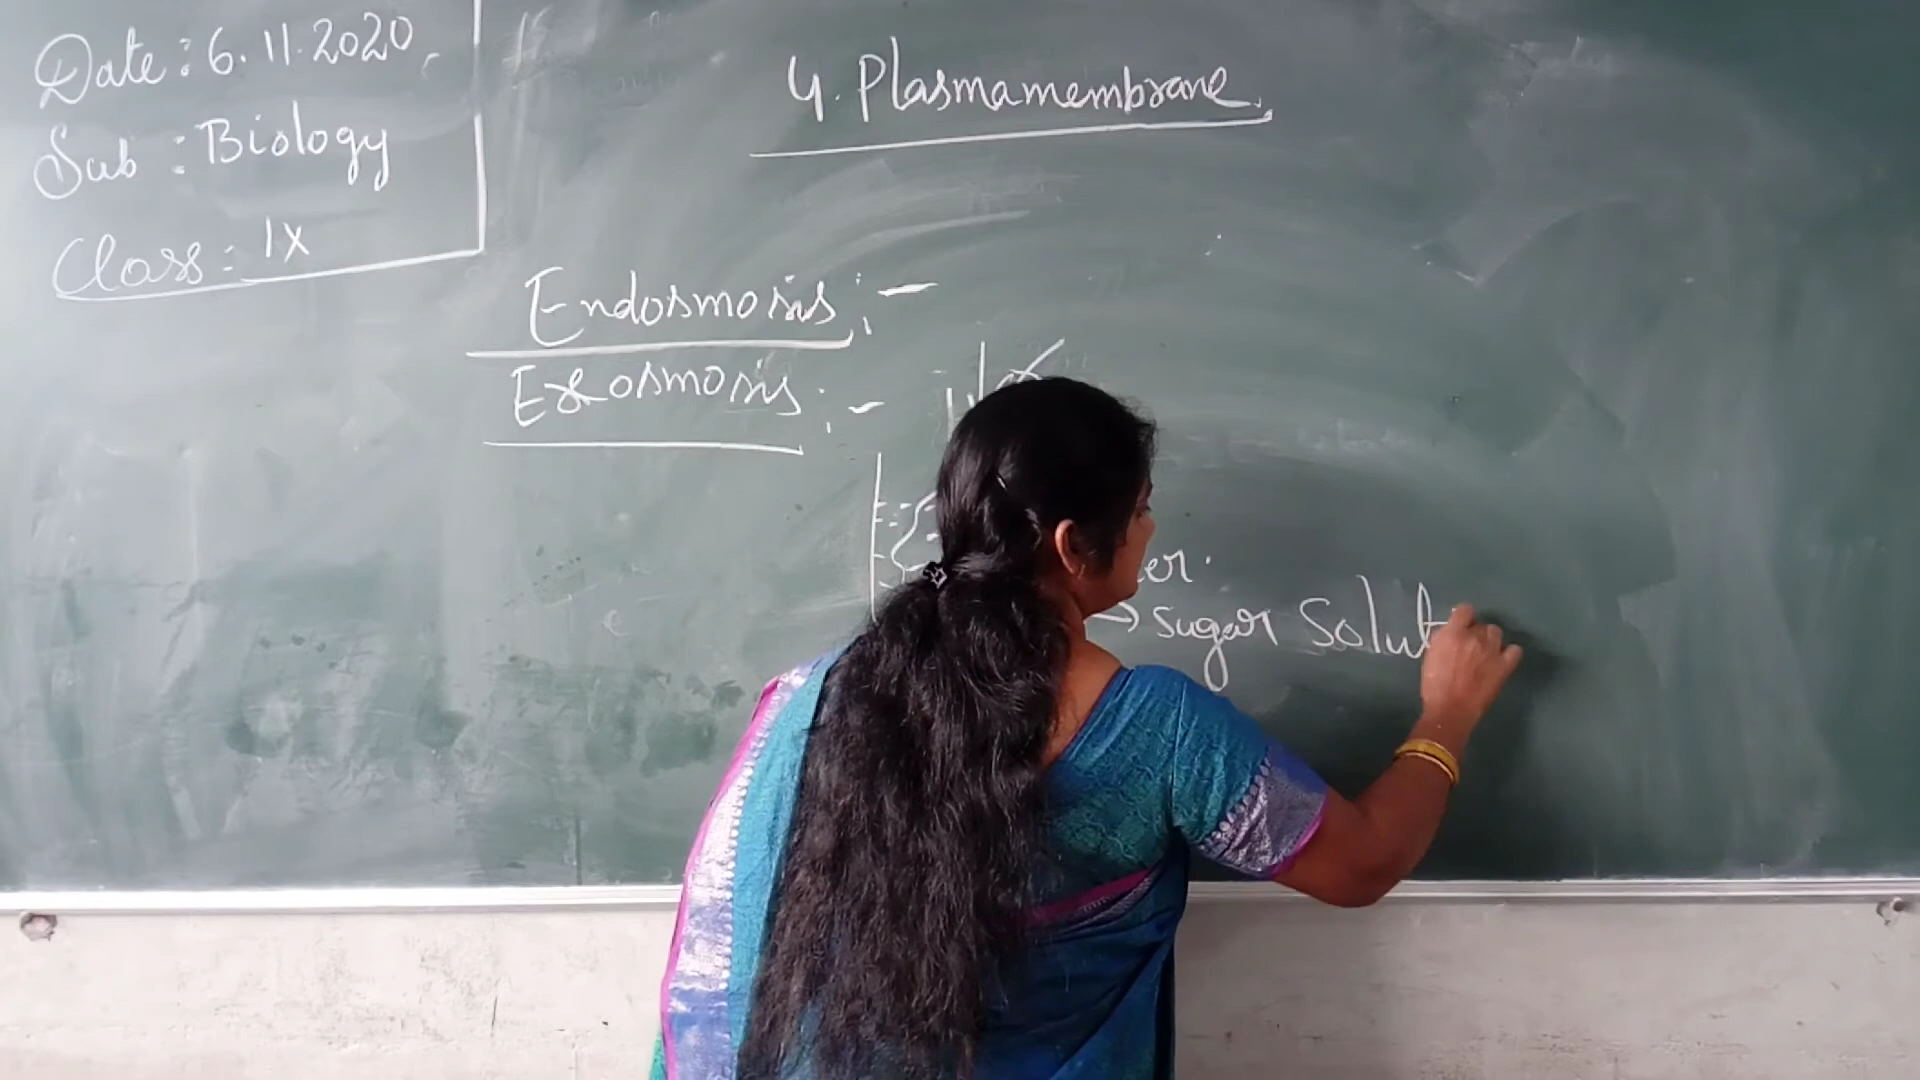 Date : 6.11.2020
Sub : Biology
Class : IX
4. Plasmamembrane.
Endosmosis : -
Exosmosis : -
→ sugar Solut